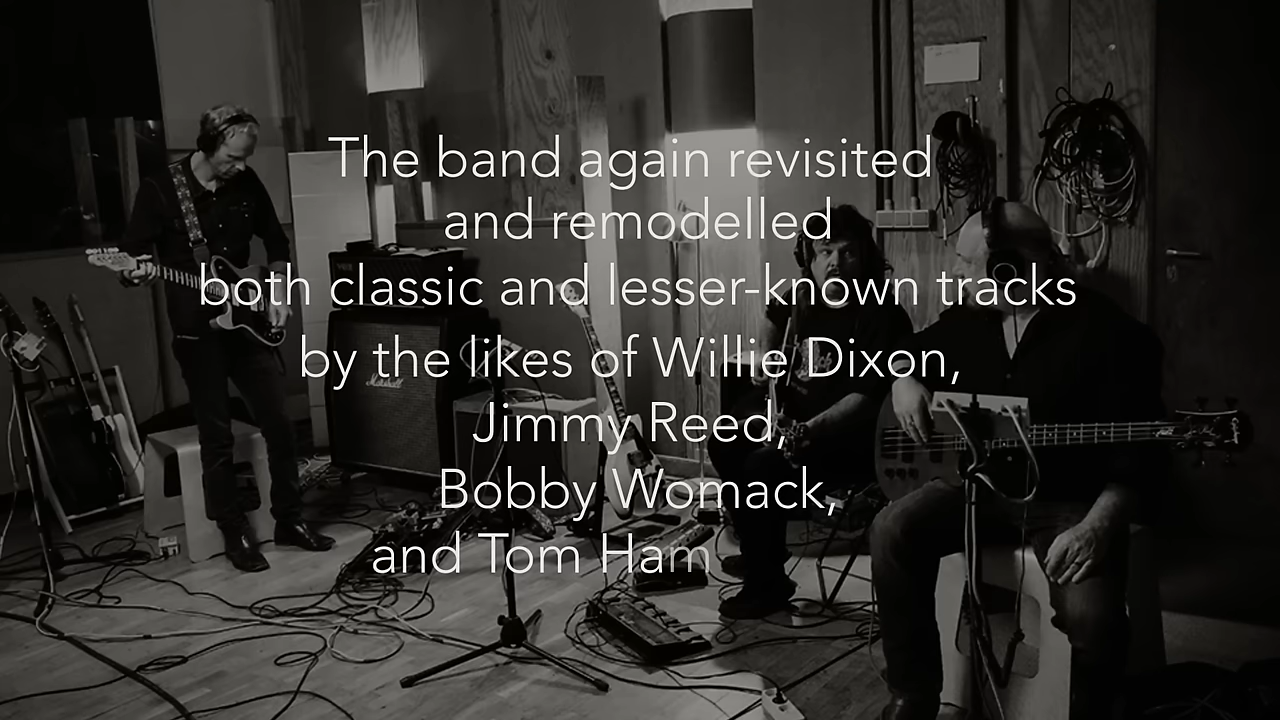 The band again revisited
and remodelled
both classic and lesser-known tracks
by the likes of Willie Dixon,
Jimmy Reed,
Bobby Womack,
and Tom Ham
Marshall